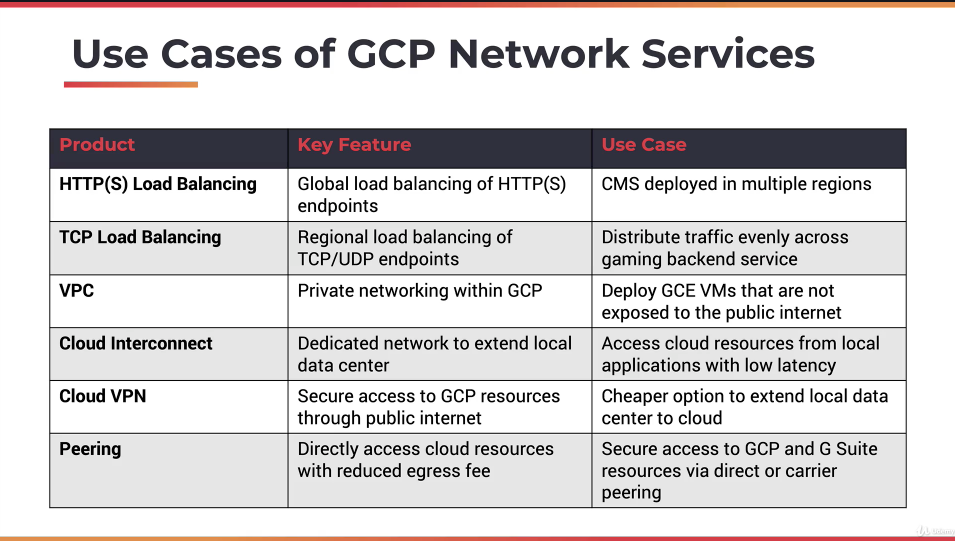 Use Cases of GCP Network Services
Product
Key Feature
Use Case
HTTP(S) Load Balancing
Global load balancing of HTTP(S)
endpoints
CMS deployed in multiple regions
TCP Load Balancing
Regional load balancing of
TCP/UDP endpoints
Distribute traffic evenly across
gaming backend service
VPC
Private networking within GCP
Deploy GCE VMs that are not
exposed to the public internet
Cloud Interconnect
Dedicated network to extend local
data center
Access cloud resources from local
applications with low latency
Cloud VPN
Secure access to GCP resources
through public internet
Cheaper option to extend local data
center to cloud
Peering
Directly access cloud resources
with reduced egress fee
Secure access to GCP and G Suite
resources via direct or carrier
peering